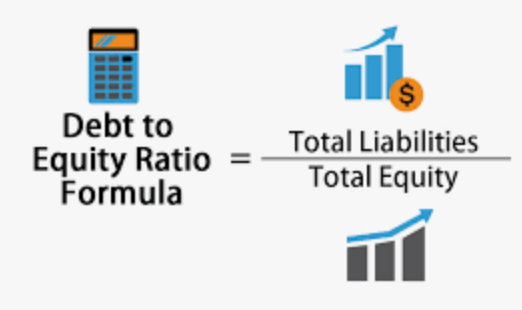 $
Debt to
Equity Ratio
Formula
=
Total Liabilities
Total Equity